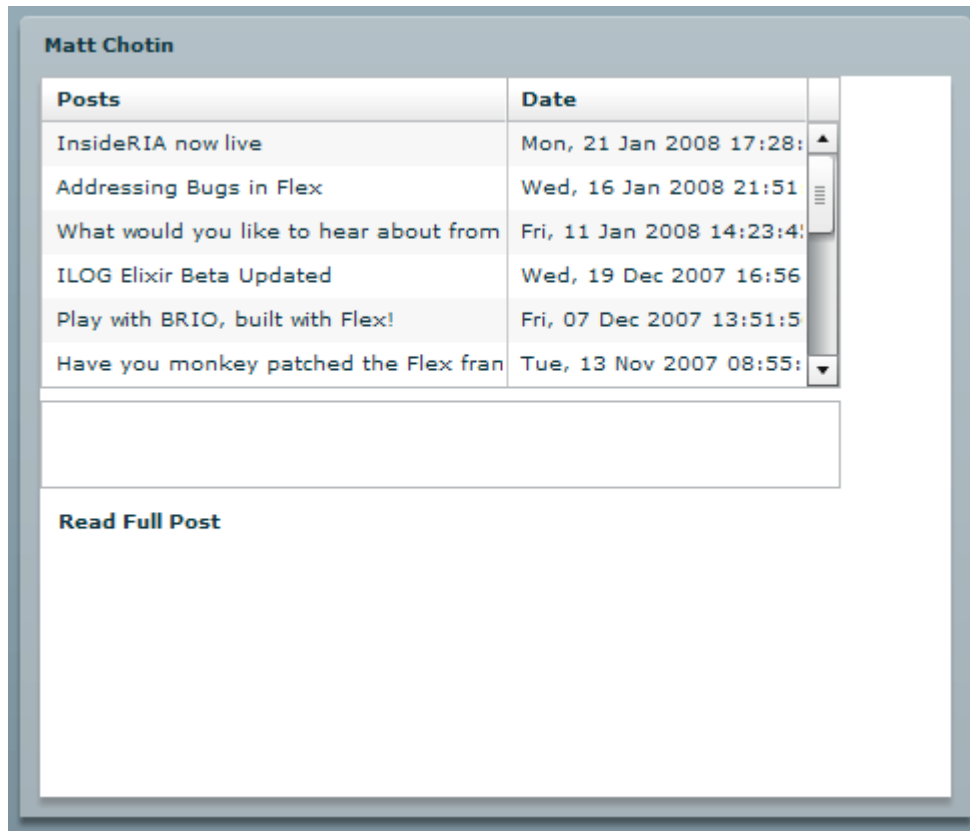 Matt Chotin
Posts Date
InsideRIA now live Mon, 21 Jan 2008 17:28:
Addressing Bugs in Flex Wed, 16 Jan 2008 21:51
What would you like to hear about from Fri, 11 Jan 2008 14:23:4
ILOG Elixir Beta Updated Wed, 19 Dec 2007 16:56
Play with BRIO, built with Flex! Fri, 07 Dec 2007 13:51:5
Have you monkey patched the Flex Tue, 13 Nov 2007 08:55:
Read Full Post